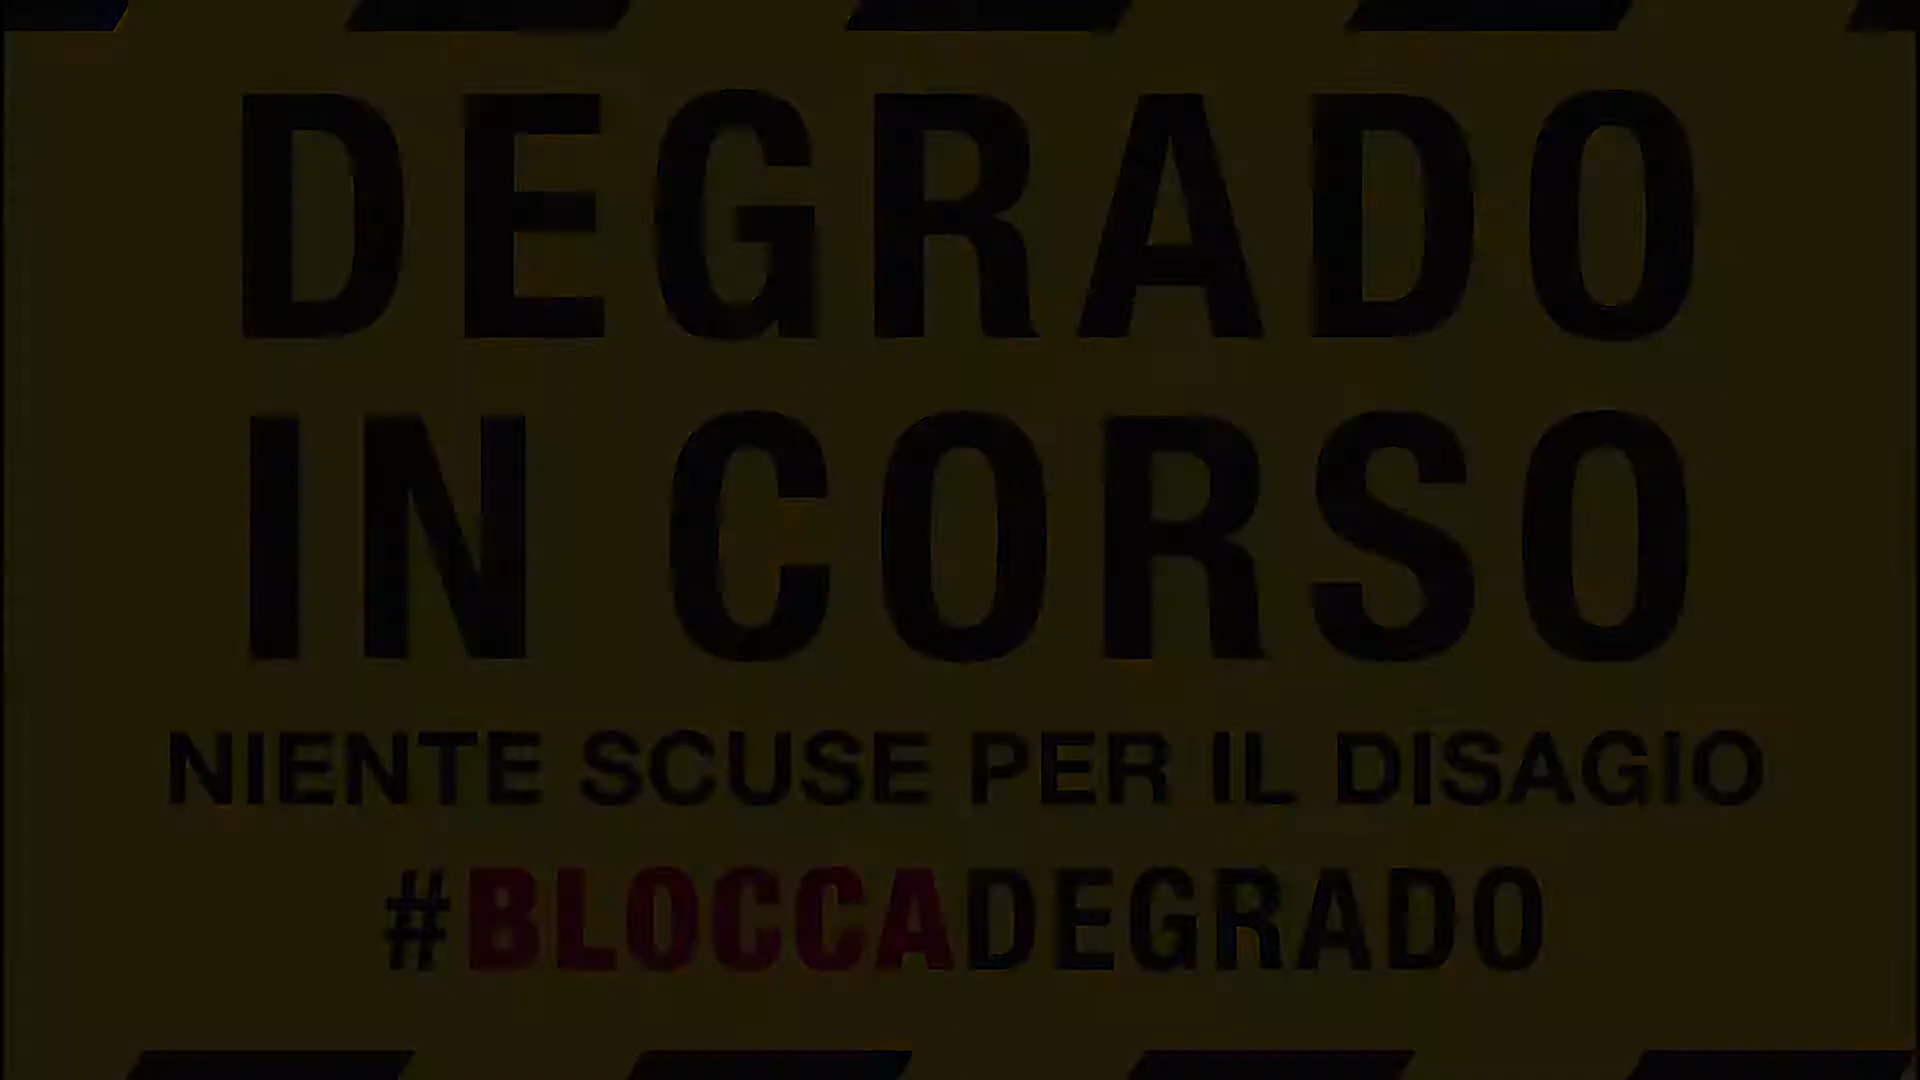 DEGRADO
IN CORSO
NIENTE SCUSE PER IL DISAGIO
#BLOCCADEGRADO